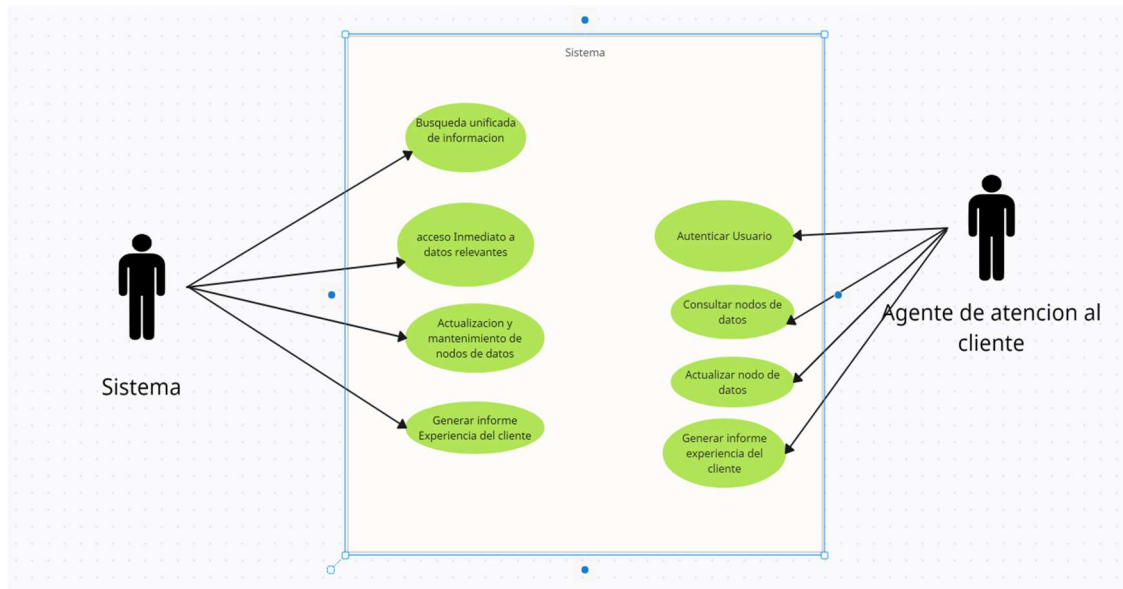 Sistema
Busqueda unificada
de informacion
acceso Inmediato a
datos relevantes
Actualizacion y
mantenimiento de
nodos de datos
Generar informe
Experiencia del cliente
Autenticar Usuario
Consultar nodos de
datos
Actualizar nodo de
datos
Generar informe
experiencia del
cliente
Sistema
Agente de atencion al
cliente